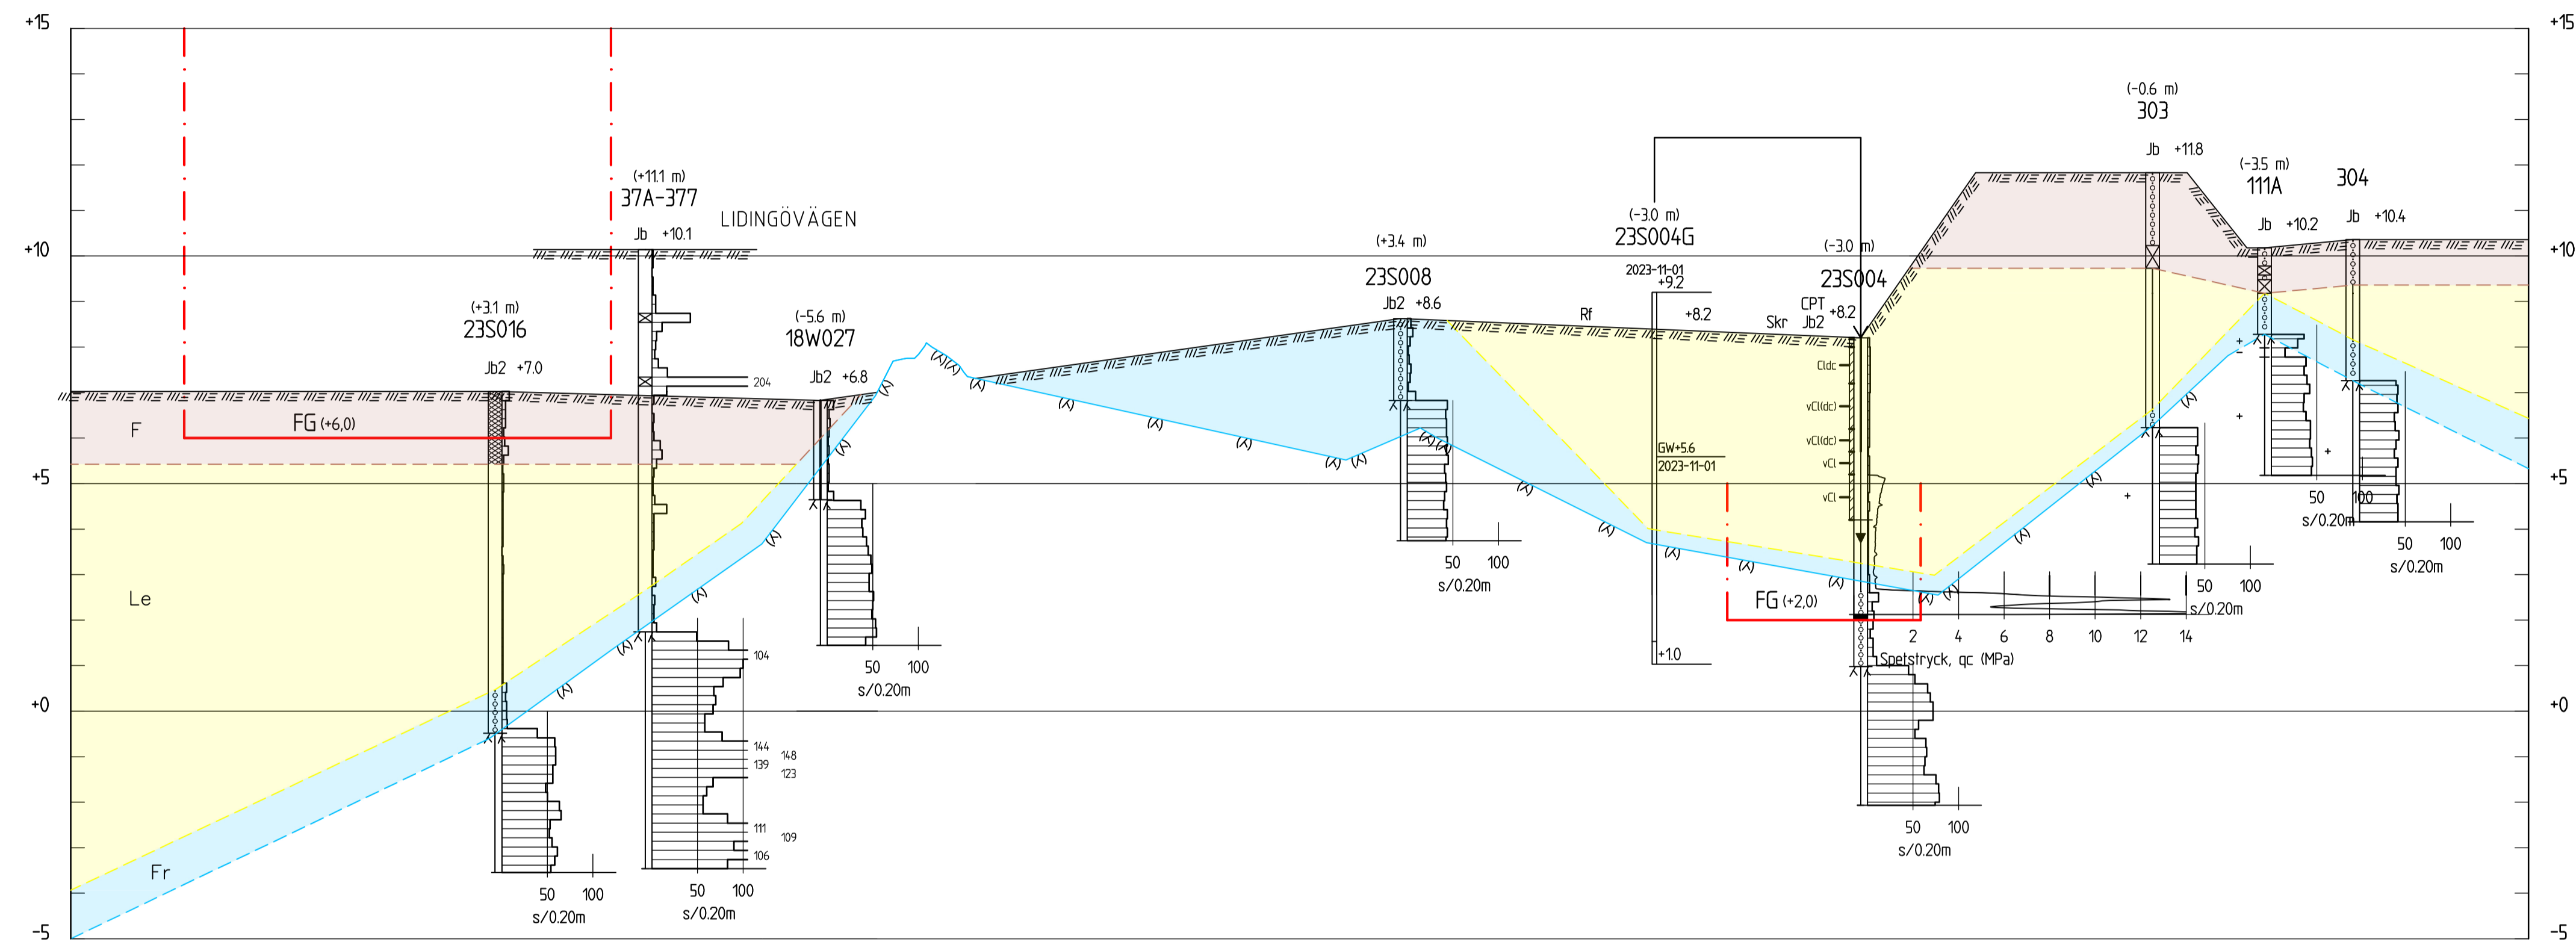 +15
+15
(-0.6 m)
303
Jb +11.8
(-3.5 m)
111A
304
Jb +10.2
Jb +10.4
(+11.1 m)
37A-377
LIDINGÖVÄGEN
Jb +10.1
(-3.0 m)
23S004G
(+3.4 m)
(-3.0 m)
+10
+10
2023-11-01
+9.2
23S008
23S004
Jb2 +8.6
CPT
+8.2
Rf
+8.2
Skr Jb2
(+3.1 m)
23S016
(-5.6 m)
18W027
Jb2 +7.0
Jb2 +6.8
204
Cldc
vCl(dc)
vCl(dc)
vCl
vCl
FG (+6,0)
F
GW+5.6
2023-11-01
+5
+5
50 100
s/0.20m
50 100
s/0.20m
50 100
s/0.20m
50 100
s/0.20m
Le
FG (+2,0)
2 4 6 8 10 12 14
Spetstryck, qc (MPa)
+1.0
104
50 100
s/0.20m
+0
+0
144
148
139
123
111
109
106
50 100
s/0.20m
Fr
50 100
s/0.20m
50 100
s/0.20m
-5
-5